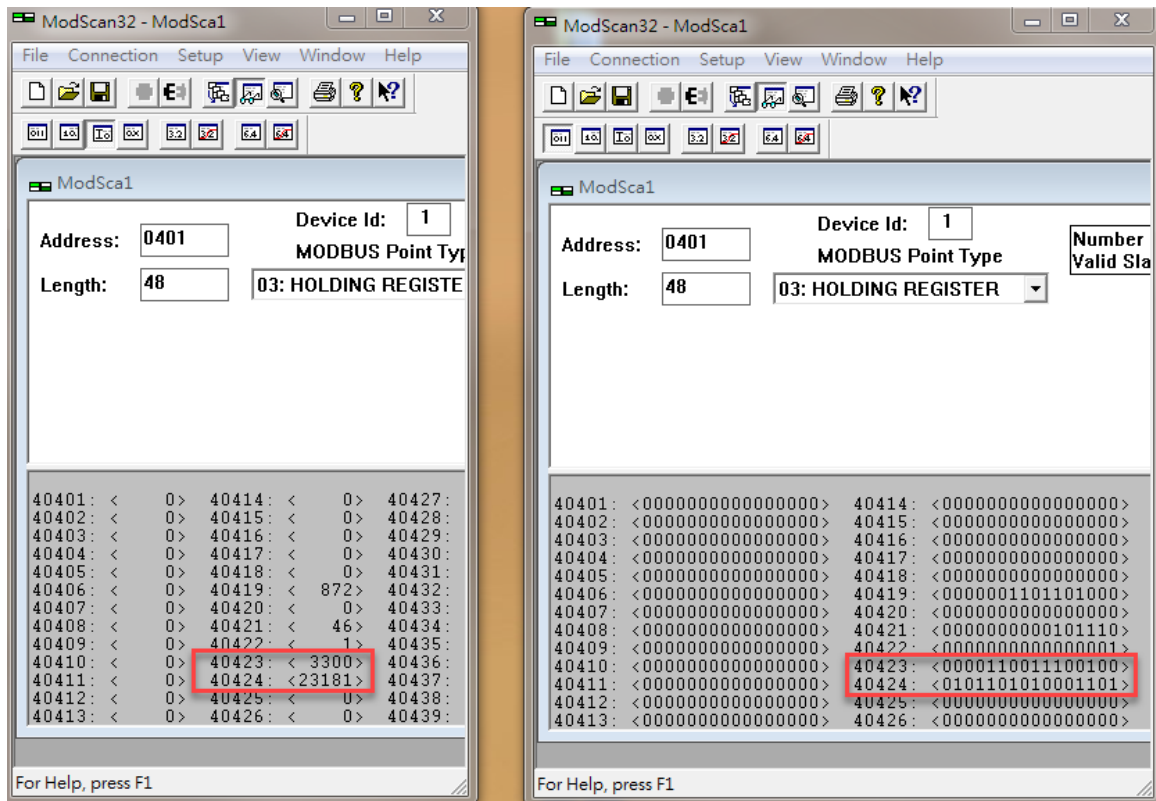 ModScan32 - ModSca1
File Connection Setup View Window Help
ModSca1
Device Id: 1
Address: 0401
MODBUS Point Typ
Length: 48
03: HOLDING REGISTE
40401: < 0> 40414: < 0> 40427:
40402: < 0> 40415: < 0> 40428:
40403: < 0> 40416: < 0> 40429:
40404: < 0> 40417: < 0> 40430:
40405: < 0> 40418: < 0> 40431:
40406: < 0> 40419: < 872> 40432:
40407: < 0> 40420: < 0> 40433:
40408: < 0> 40421: < 46> 40434:
40409: < 0> 40422: < 1> 40435:
40410: < 0> 40423: < 3300> 40436:
40411: < 0> 40424: <23181> 40437:
40412: < 0> 40425: < 0> 40438:
40413: < 0> 40426: < 0> 40439:
For Help, press F1
ModScan32 - ModSca1
File Connection Setup View Window Help
ModSca1
Device Id: 1
Address: 0401
MODBUS Point Type
Number
Valid Sla
Length: 48
03: HOLDING REGISTER
40401: <0000000000000000> 40414: <0000000000000000>
40402: <0000000000000000> 40415: <0000000000000000>
40403: <0000000000000000> 40416: <0000000000000000>
40404: <0000000000000000> 40417: <0000000000000000>
40405: <0000000000000000> 40418: <0000000000000000>
40406: <0000000000000000> 40419: <0000001101101000>
40407: <0000000000000000> 40420: <0000000000000000>
40408: <0000000000000000> 40421: <0000000000101110>
40409: <0000000000000000> 40422: <0000000000000001>
40410: <0000000000000000> 40423: <0000110011100100>
40411: <0000000000000000> 40424: <0101101010001101>
40412: <0000000000000000> 40425: <0000000000000000>
40413: <0000000000000000> 40426: <0000000000000000>
For Help, press F1